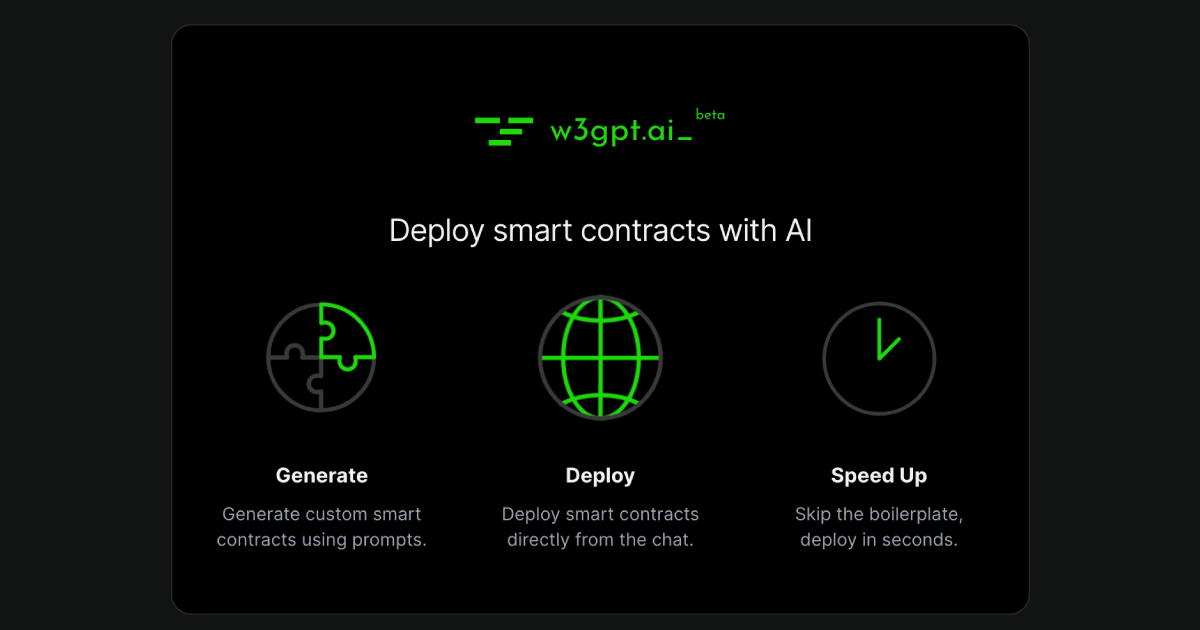 w3gpt.ai_ beta
Deploy smart contracts with AI
Generate
Generate custom smart
contracts using prompts.
Deploy
Deploy smart contracts
directly from the chat.
Speed Up
Skip the boilerplate,
deploy in seconds.